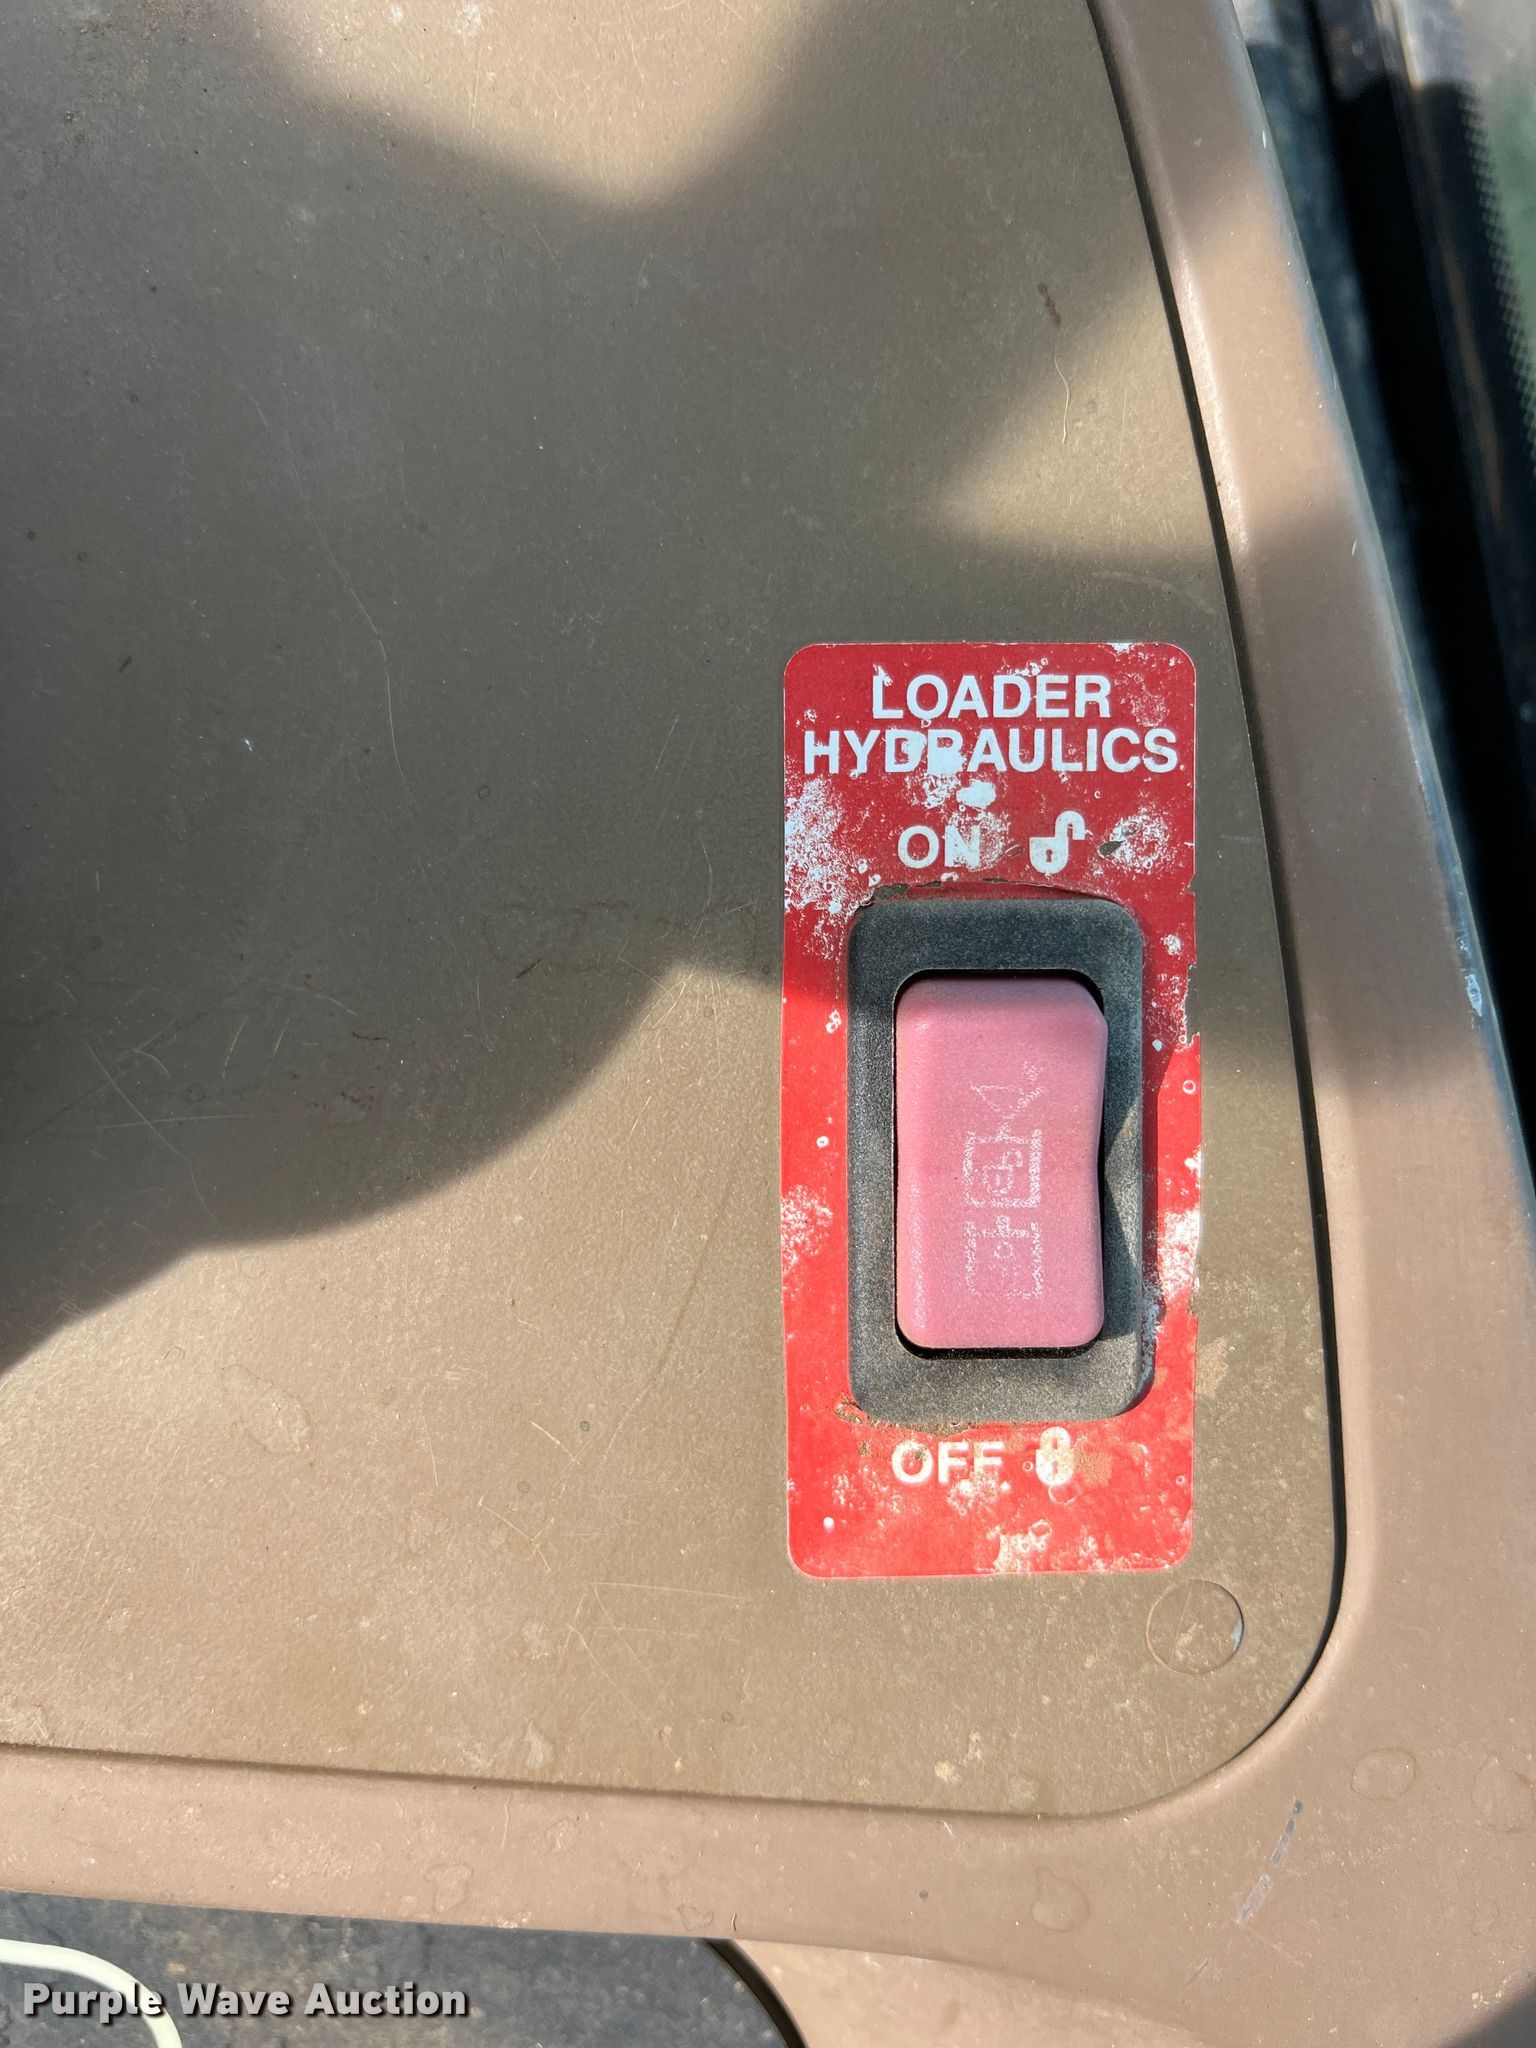 LOADER
HYDRAULICS
ON
OFF
Purple Wave Auction